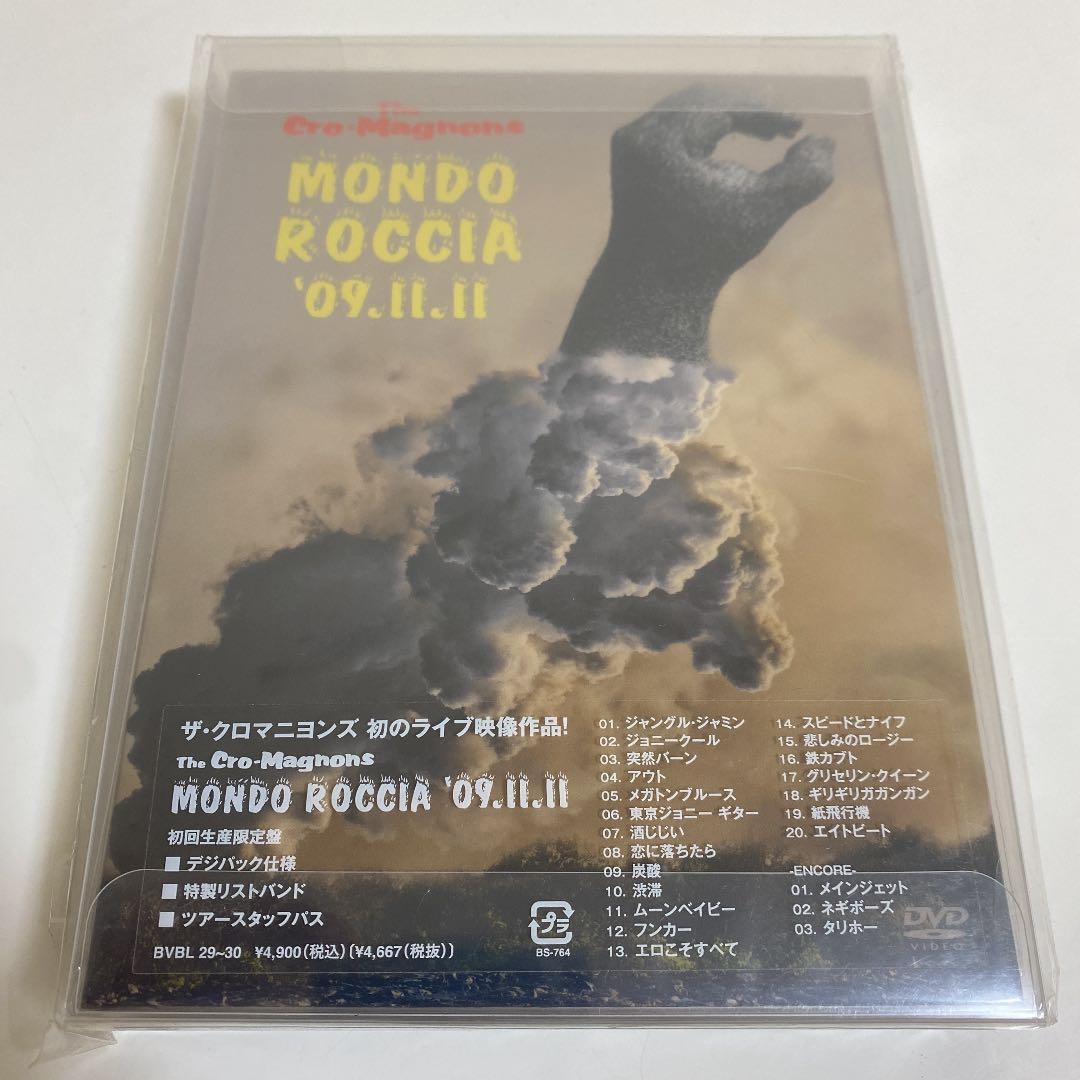 The
Cro-Magnons
MONDO
ROCCIA
'09.11.11
ザ・クロマニヨンズ 初のライブ映像作品!
The Cro-Magnons
MONDO ROCCIA '09.11.11
初回生産限定盤
■ デジパック仕様
■ 特製リストバンド
■ ツアースタッフパス
BVBL 29~30 ¥4,900(税込)〔¥4,667(税抜)〕
プラ
BS-764
01. ジャングル・ジャミン
02. ジョニークール
03. 突然バーン
04. アウト
05. メガトンブルース
06. 東京ジョニー ギター
07. 酒じじい
08. 恋に落ちたら
09. 炭酸
10. 渋滞
11. ムーンベイビー
12. フンカー
13. エロこそすべて
14. スピードとナイフ
15. 悲しみのロージー
16. 鉄カブト
17. グリセリン・クイーン
18. ギリギリガガンガン
19. 紙飛行機
20. エイトビート
-ENCORE-
01. メインジェット
02. ネギボーズ
03. タリホー
DVD
VIDEO